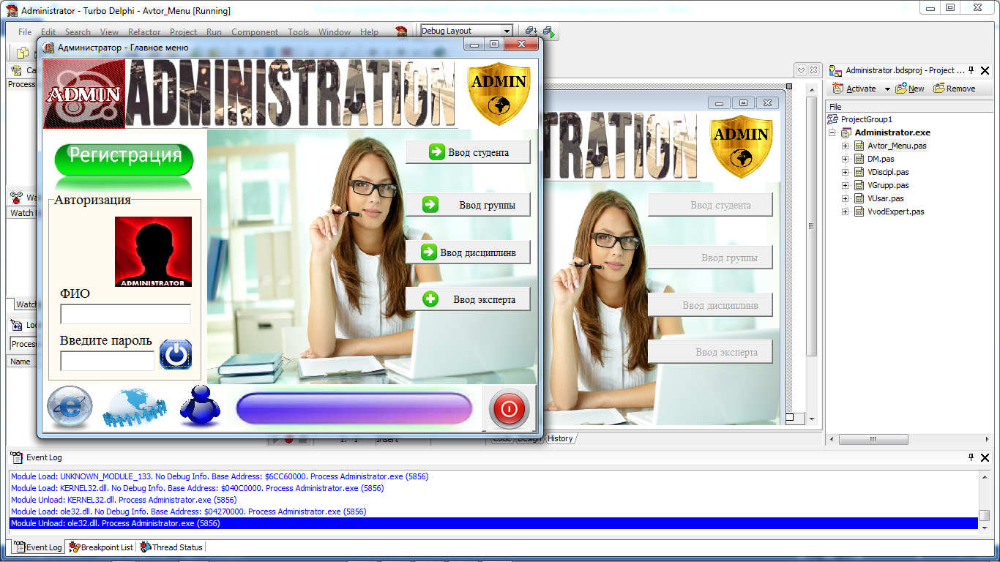 Administrator - Turbo Delphi - Avtor_Menu [Running]
File Edit Search View Refactor Project Run Component Tools Window Help
Debug Layout
Администратор - Главное меню
ADMIN
ADMINISTRATION
ADMIN
Регистрация
Авторизация
ADMINISTRATOR
ФИО
Введите пароль
Ввод студента
Ввод группы
Ввод дисциплинв
Ввод эксперта
TRATION
ADMIN
Ввод студента
Ввод группы
Ввод дисциплинв
Ввод эксперта
Ca
Process
Wa
Watch
Watch
Loc
Process
Name
1: 1
Insert
Code Design History
Administrator.bdsproj - Project ...
Activate New Remove
File
ProjectGroup1
Administrator.exe
Avtor_Menu.pas
DM.pas
VDiscipl.pas
VGrupp.pas
VUsar.pas
VvodExpert.pas
Event Log
Module Load: UNKNOWN_MODULE_133. No Debug Info. Base Address: $6CC60000. Process Administrator.exe (5856)
Module Load: KERNEL32.dll. No Debug Info. Base Address: $040C0000. Process Administrator.exe (5856)
Module Unload: KERNEL32.dll. Process Administrator.exe (5856)
Module Load: ole32.dll. No Debug Info. Base Address: $04270000. Process Administrator.exe (5856)
Module Unload: ole32.dll. Process Administrator.exe (5856)
Event Log Breakpoint List Thread Status